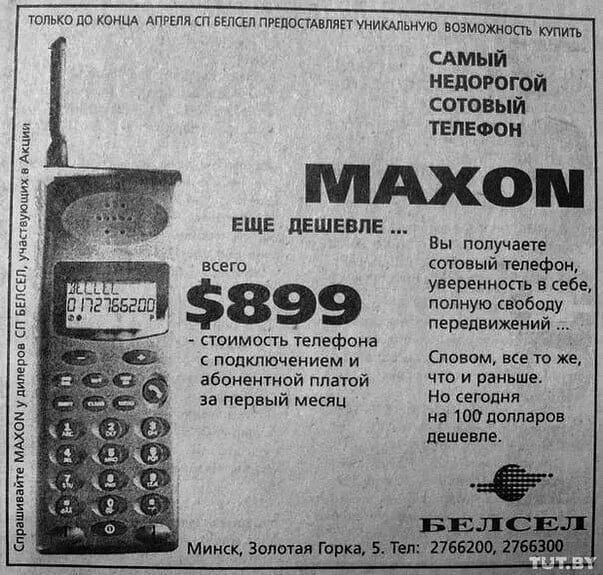 ТОЛЬКО ДО КОНЦА АПРЕЛЯ СП БЕЛСЕЛ ПРЕДОСТАВЛЯЕТ УНИКАЛЬНУЮ ВОЗМОЖНОСТЬ КУПИТЬ
САМЫЙ
НЕДОРОГОЙ
СОТОВЫЙ
ТЕЛЕФОН
MAXON
ЕЩЕ ДЕШЕВЛЕ ...
всего
$899
- стоимость телефона
с подключением и
абонентной платой
за первый месяц
Вы получаете
сотовый телефон,
уверенность в себе,
полную свободу
передвижений ...
Словом, все то же,
что и раньше.
Но сегодня
на 100 долларов
дешевле.
Спрашивайте MAXON у дилеров СП БЕЛСЕЛ, участвующих в Акции
BELLCEL
0172766200
БЕЛСЕЛ
Минск, Золотая Горка, 5. Тел: 2766200, 2766300
TUT.BY